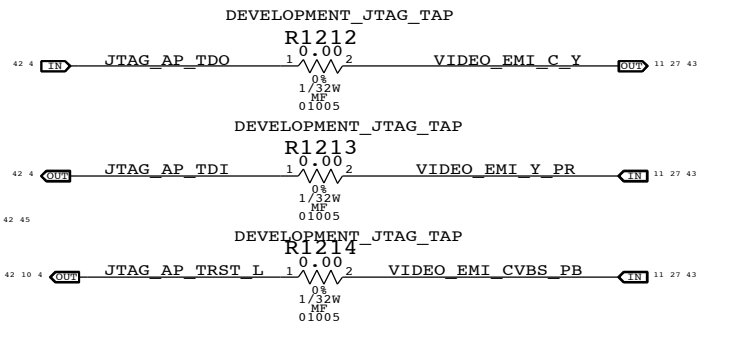 DEVELOPMENT_JTAG_TAP
R1212
0.00
42 4 IN JTAG_AP_TDO 1 2 VIDEO_EMI_C_Y OUT 11 27 43
0%
1/32W
MF
01005
DEVELOPMENT_JTAG_TAP
R1213
0.00
42 4 OUT JTAG_AP_TDI 1 2 VIDEO_EMI_Y_PR IN 11 27 43
0%
1/32W
MF
01005
42 45
DEVELOPMENT_JTAG_TAP
R1214
0.00
42 10 4 OUT JTAG_AP_TRST_L 1 2 VIDEO_EMI_CVBS_PB IN 11 27 43
0%
1/32W
MF
01005